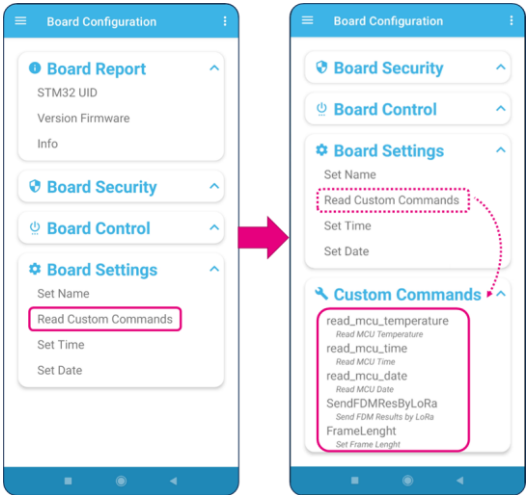 Board Configuration
Board Report
STM32 UID
Version Firmware
Info
Board Security
Board Control
Board Settings
Set Name
Read Custom Commands
Set Time
Set Date
Board Configuration
Board Security
Board Control
Board Settings
Set Name
Read Custom Commands
Set Time
Set Date
Custom Commands
read_mcu_temperature
Read MCU Temperature
read_mcu_time
Read MCU Time
read_mcu_date
Read MCU Date
SendFDMResByLoRa
Send FDM Results by LoRa
FrameLenght
Set Frame Lenght